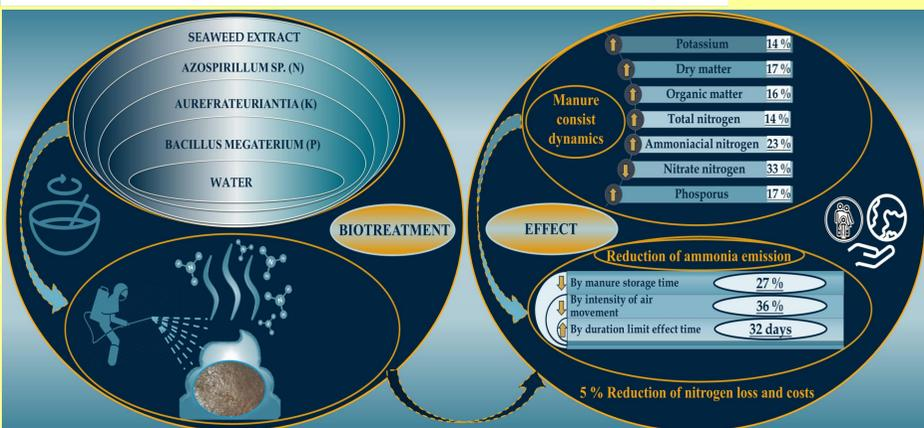 SEAWEED EXTRACT
AZOSPIRILLUM SP. (N)
AUREFRATEURIANTIA (K)
BACILLUS MEGATERIUM (P)
WATER
BIOTREATMENT
EFFECT
Manure
consist
dynamics
Potassium 14 %
Dry matter 17 %
Organic matter 16 %
Total nitrogen 14 %
Ammoniacial nitrogen 23 %
Nitrate nitrogen 33 %
Phosporus 17 %
Reduction of ammonia emission
By manure storage time 27 %
By intensity of air
movement 36 %
By duration limit effect time 32 days
5 % Reduction of nitrogen loss and costs